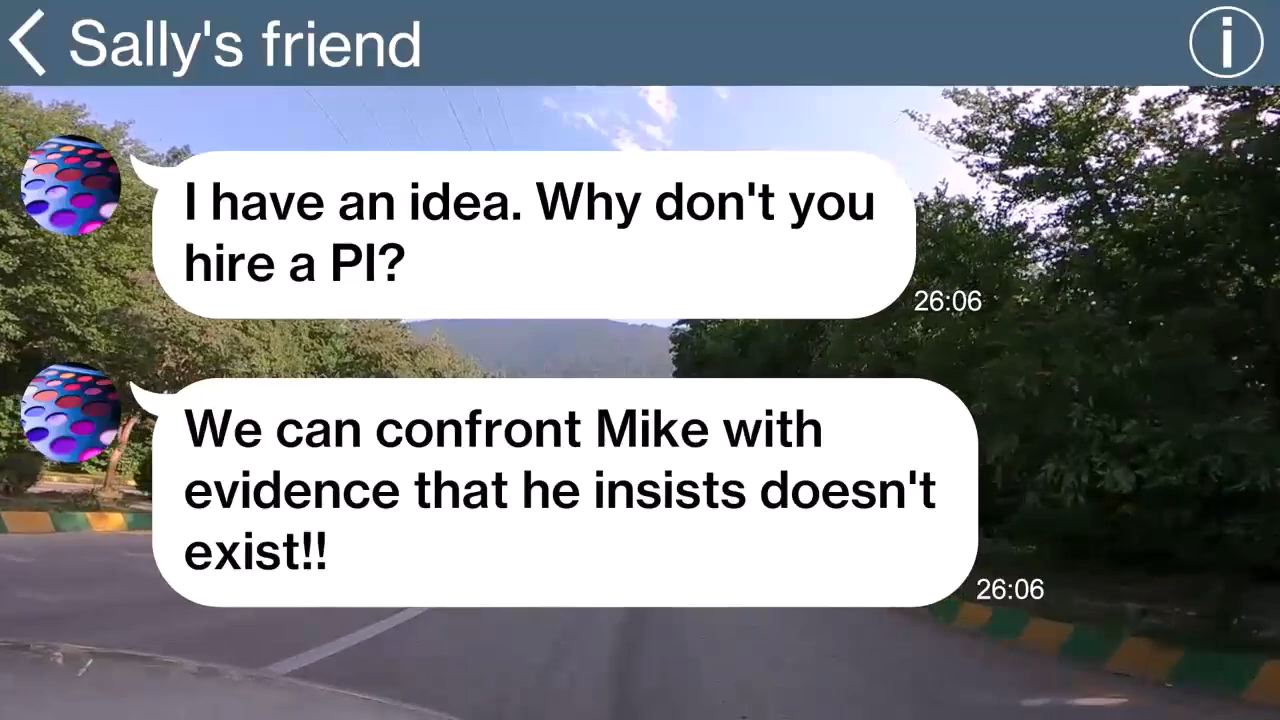 Sally's friend
I have an idea. Why don't you
hire a PI?
26:06
We can confront Mike with
evidence that he insists doesn't
exist!!
26:06